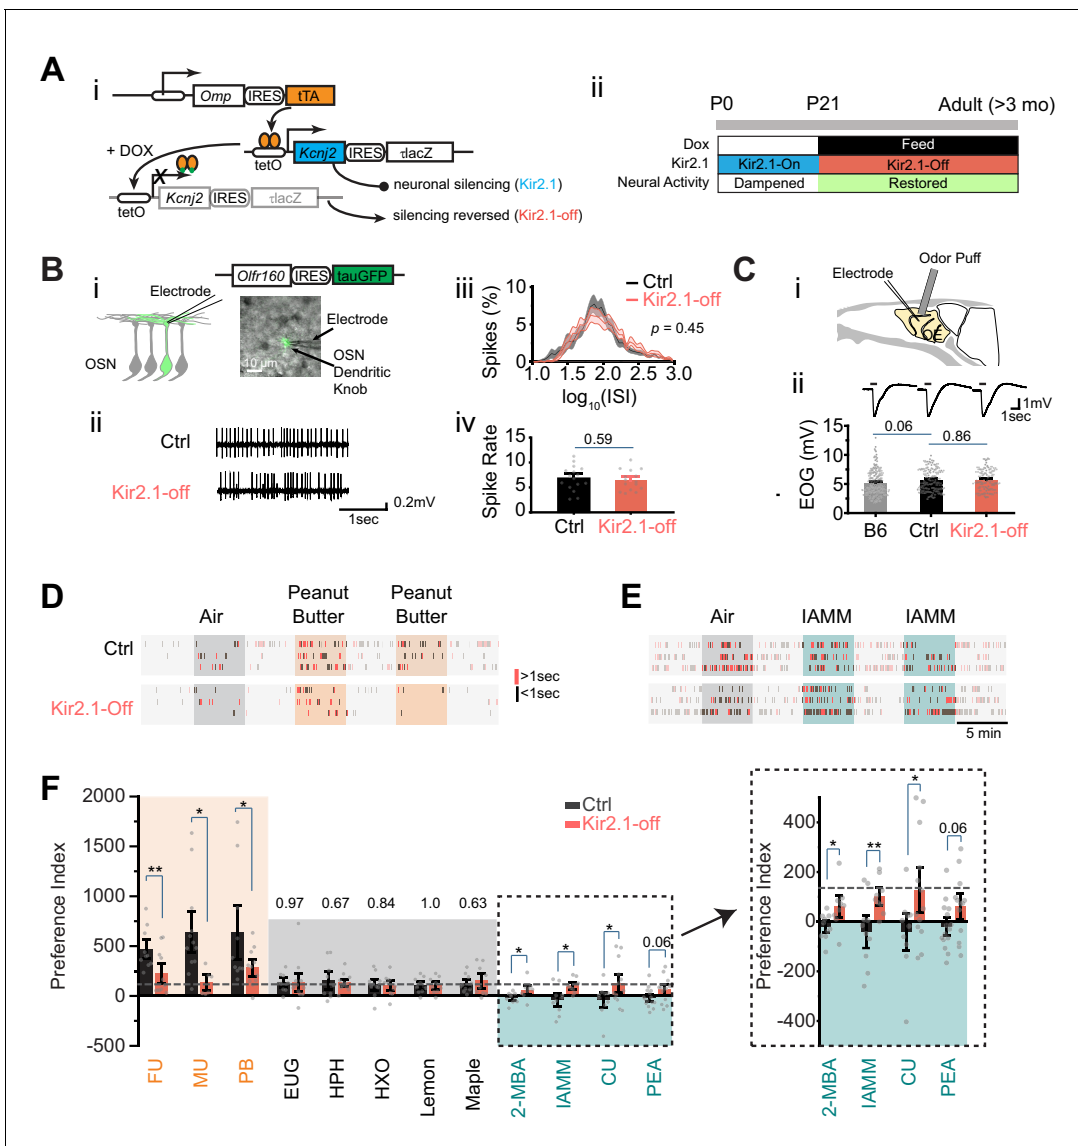 A
i
Omp IRES tTA
+ DOX
tetO Kcnj2 IRES τlacZ
X
neuronal silencing (Kir2.1)
tetO Kcnj2 IRES τlacZ
silencing reversed (Kir2.1-off)
ii
P0 P21 Adult (>3 mo)
Dox Feed
Kir2.1 Kir2.1-On Kir2.1-Off
Neural Activity Dampened Restored
B
i
Olfr160 IRES tauGFP
Electrode
OSN
10 µm
Electrode
OSN
Dendritic
Knob
ii
Ctrl
Kir2.1-off
0.2mV
1sec
iii
Spikes (%)
10
5
0
Ctrl
Kir2.1-off
p = 0.45
1.0 1.5 2.0 2.5 3.0
log10(ISI)
iv
Spike Rate
15
10
5
0
0.59
Ctrl Kir2.1-off
C
i
Odor Puff
Electrode
OE
ii
1mV
1sec
EOG (mV)
15
10
5
0
0.06
0.86
B6 Ctrl Kir2.1-off
D
Air Peanut Butter Peanut Butter
Ctrl
Kir2.1-Off
>1sec
<1sec
E
Air IAMM IAMM
5 min
F
Preference Index
2000
1500
1000
500
0
-500
** * *
0.97 0.67 0.84 1.0 0.63
* * * 0.06
Ctrl
Kir2.1-off
FU MU PB EUG HPH HXO Lemon Maple 2-MBA IAMM CU PEA
Preference Index
400
200
0
-200
-400
* ** * 0.06
2-MBA IAMM CU PEA